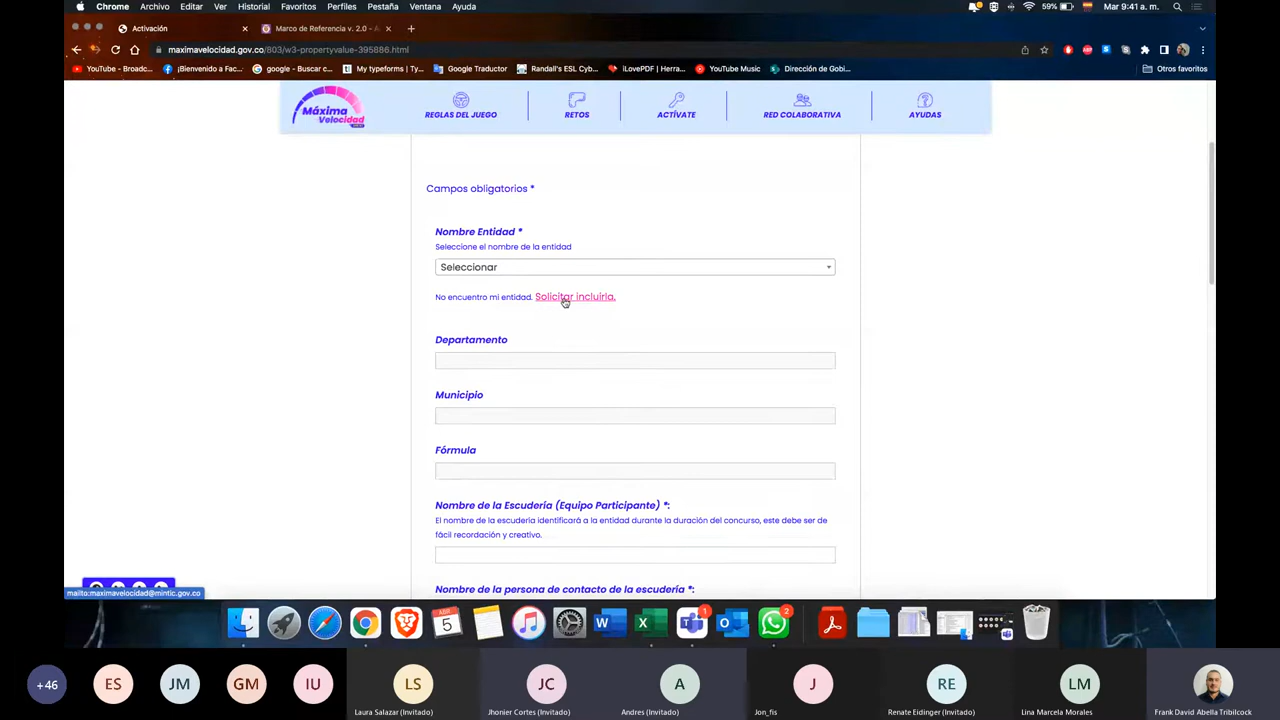 Chrome Archivo Editar Ver Historial Favoritos Perfiles Pestaña Ventana Ayuda 59% Mar 9:41 a. m.
Activación × Marco de Referencia v. 2.0 - A × +
maximavelocidad.gov.co/803/w3-propertyvalue-395886.html
YouTube - Broadc... ¡Bienvenido a Fac... google - Buscar c... My typeforms | Ty... Google Traductor Randall's ESL Cyb... iLovePDF | Herra... YouTube Music Dirección de Gobi... Otros favoritos
Máxima Velocidad
REGLAS DEL JUEGO RETOS ACTÍVATE RED COLABORATIVA AYUDAS
Campos obligatorios *
Nombre Entidad *
Seleccione el nombre de la entidad
Seleccionar
No encuentro mi entidad. Solicitar incluírla.
Departamento
Municipio
Fórmula
Nombre de la Escudería (Equipo Participante) *:
El nombre de la escudería identificará a la entidad durante la duración del concurso, este debe ser de
fácil recordación y creativo.
Nombre de la persona de contacto de la escudería *:
mailto:maximavelocidad@mintic.gov.co
ABR 5 1 2
+46 ES JM GM IU LS JC A J RE LM
Laura Salazar (Invitado) Jhonier Cortes (Invitado) Andres (Invitado) Jon_fis Renate Eidinger (Invitado) Lina Marcela Morales Frank David Abella Tribilcock